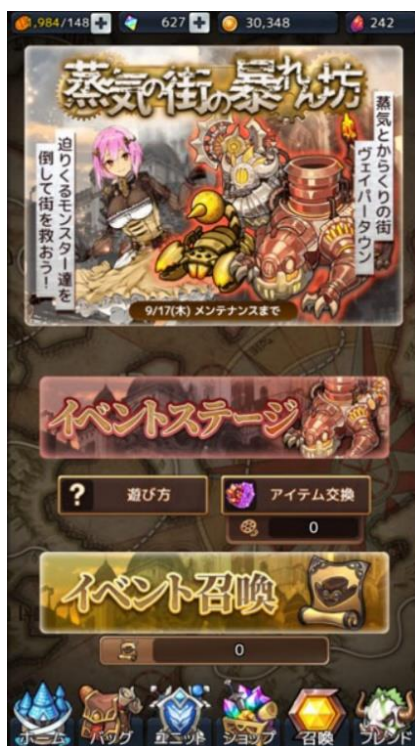 1,984/148
627
30,348
242
蒸気の街の暴れん坊
蒸気とからくりの街
ヴェイパータウン
迫りくるモンスター達を
倒して街を救おう!
9/17(木) メンテナンスまで
イベントステージ
? 遊び方
アイテム交換
0
イベント召喚
0
ホーム
バッグ
ユニット
ショップ
召喚
フレンド